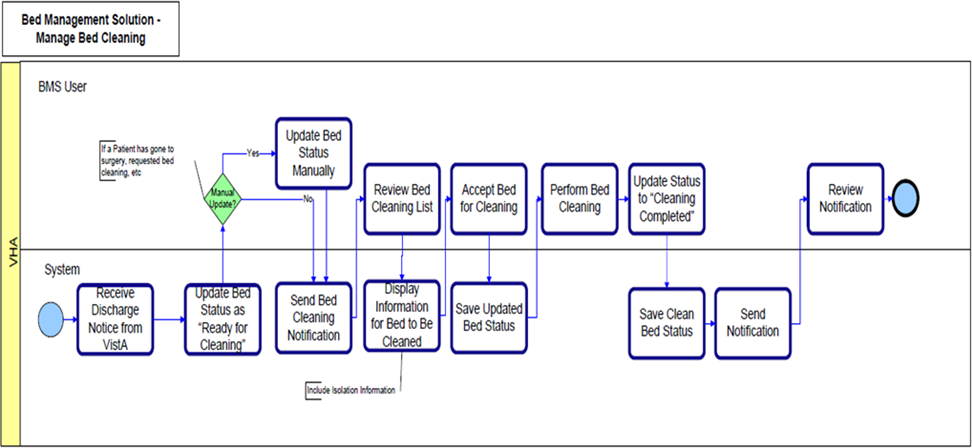 Bed Management Solution -
Manage Bed Cleaning
VHA
BMS User
If a Patient has gone to
surgery, requested bed
cleaning, etc
Manual
Update?
Yes
No
Update Bed
Status
Manually
Review Bed
Cleaning List
Accept Bed
for Cleaning
Perform Bed
Cleaning
Update Status
to “Cleaning
Completed”
Review
Notification
System
Receive
Discharge
Notice from
VistA
Update Bed
Status as
“Ready for
Cleaning”
Send Bed
Cleaning
Notification
Display
Information
for Bed to Be
Cleaned
Save Updated
Bed Status
Save Clean
Bed Status
Send
Notification
Include Isolation Information